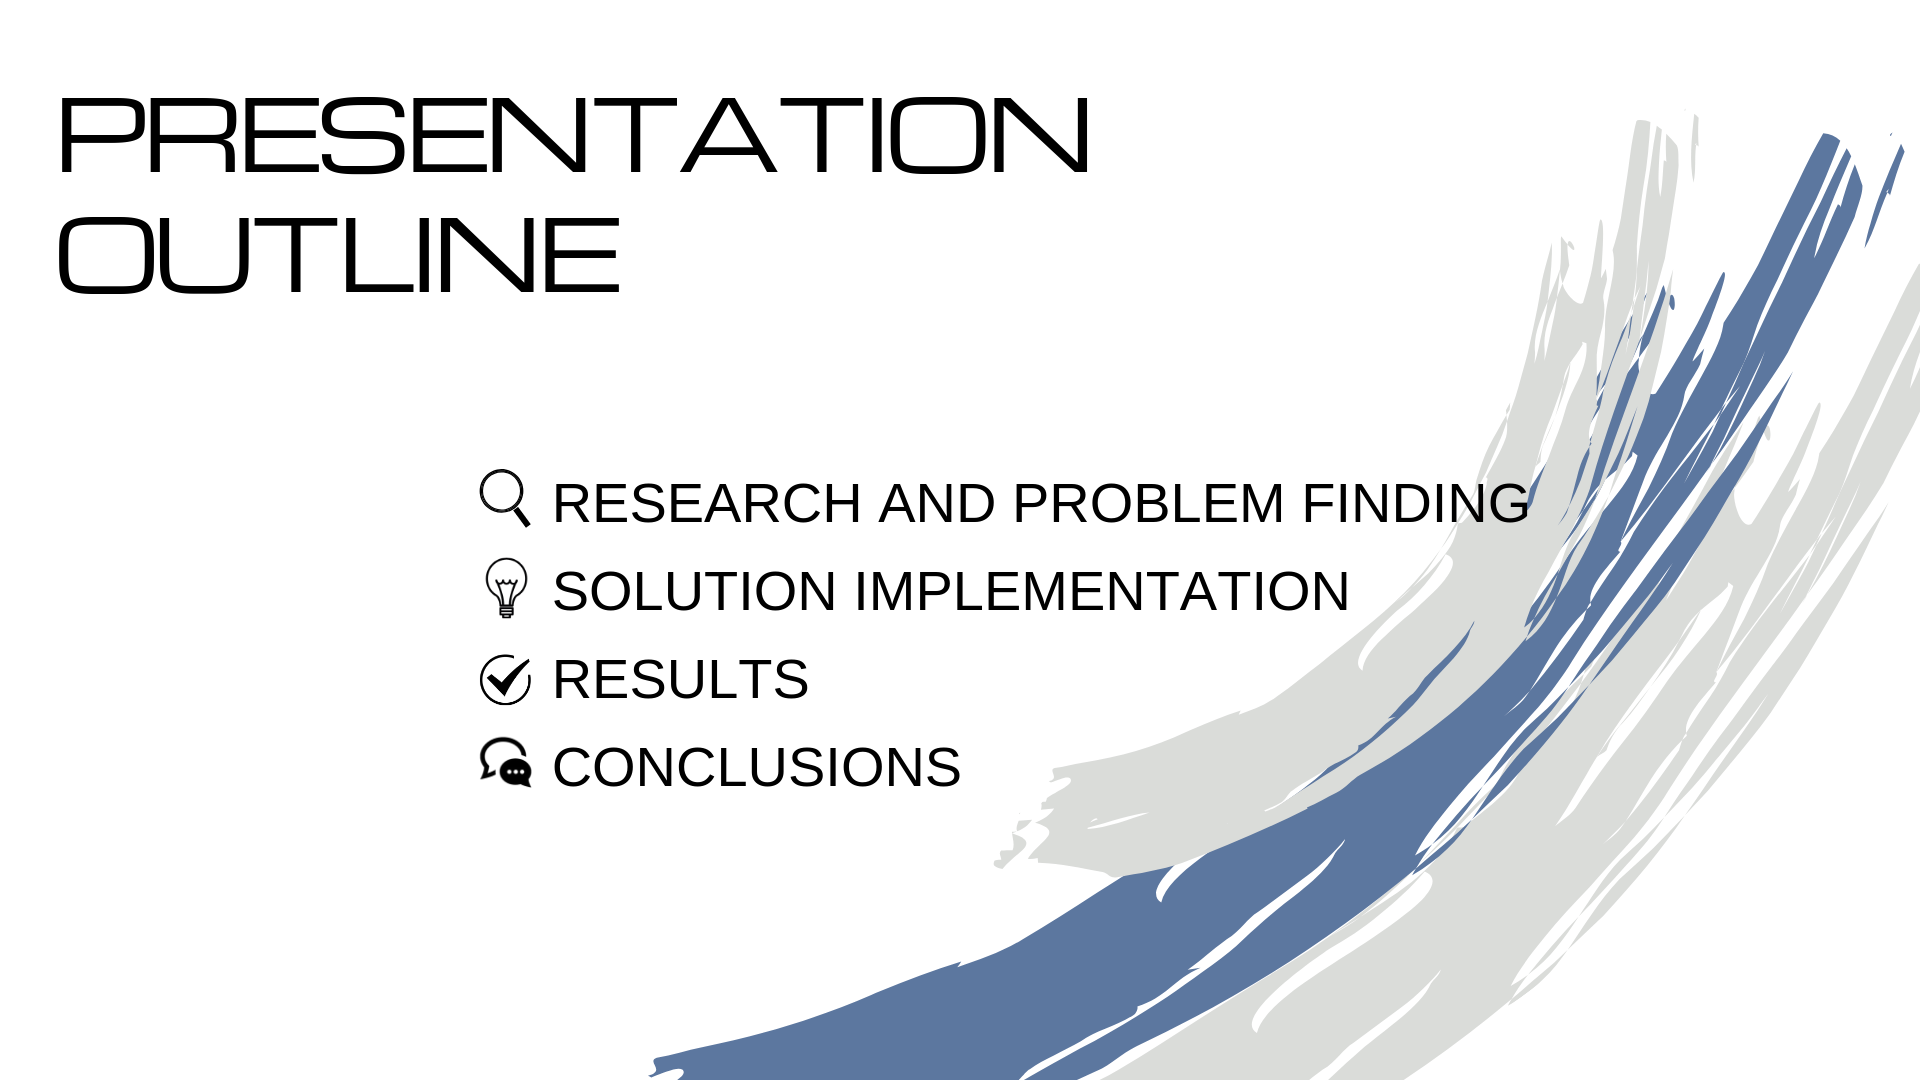 PRESENTATION
OUTLINE
RESEARCH AND PROBLEM FINDING
SOLUTION IMPLEMENTATION
RESULTS
CONCLUSIONS